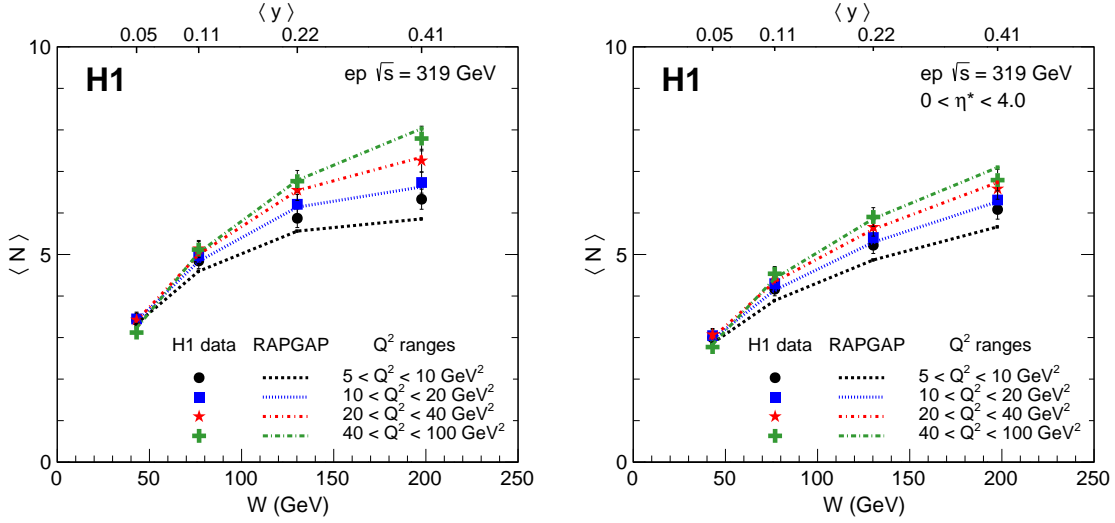 ⟨ y ⟩
0.05 0.11 0.22 0.41
10
H1
ep √s = 319 GeV
5
⟨ N ⟩
H1 data RAPGAP Q² ranges
5 < Q² < 10 GeV²
10 < Q² < 20 GeV²
20 < Q² < 40 GeV²
40 < Q² < 100 GeV²
0
0 50 100 150 200 250
W (GeV)
⟨ y ⟩
0.05 0.11 0.22 0.41
10
H1
ep √s = 319 GeV
0 < η* < 4.0
5
⟨ N ⟩
H1 data RAPGAP Q² ranges
5 < Q² < 10 GeV²
10 < Q² < 20 GeV²
20 < Q² < 40 GeV²
40 < Q² < 100 GeV²
0
0 50 100 150 200 250
W (GeV)